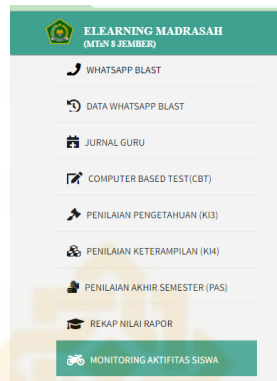 ELEARNING MADRASAH
(MTsN 8 JEMBER)
WHATSAPP BLAST
DATA WHATSAPP BLAST
JURNAL GURU
COMPUTER BASED TEST(CBT)
PENILAIAN PENGETAHUAN (KI3)
PENILAIAN KETERAMPILAN (KI4)
PENILAIAN AKHIR SEMESTER (PAS)
REKAP NILAI RAPOR
MONITORING AKTIFITAS SISWA